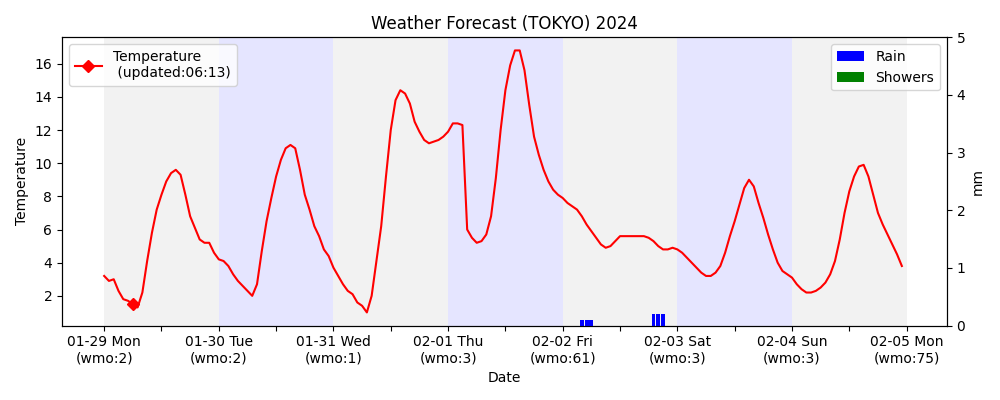 Weather Forecast (TOKYO) 2024
Temperature
(updated:06:13)
Rain
Showers
16
14
12
10
8
6
4
2
Temperature
5
4
3
2
1
0
mm
01-29 Mon
(wmo:2)
01-30 Tue
(wmo:2)
01-31 Wed
(wmo:1)
02-01 Thu
(wmo:3)
02-02 Fri
(wmo:61)
02-03 Sat
(wmo:3)
02-04 Sun
(wmo:3)
02-05 Mon
(wmo:75)
Date